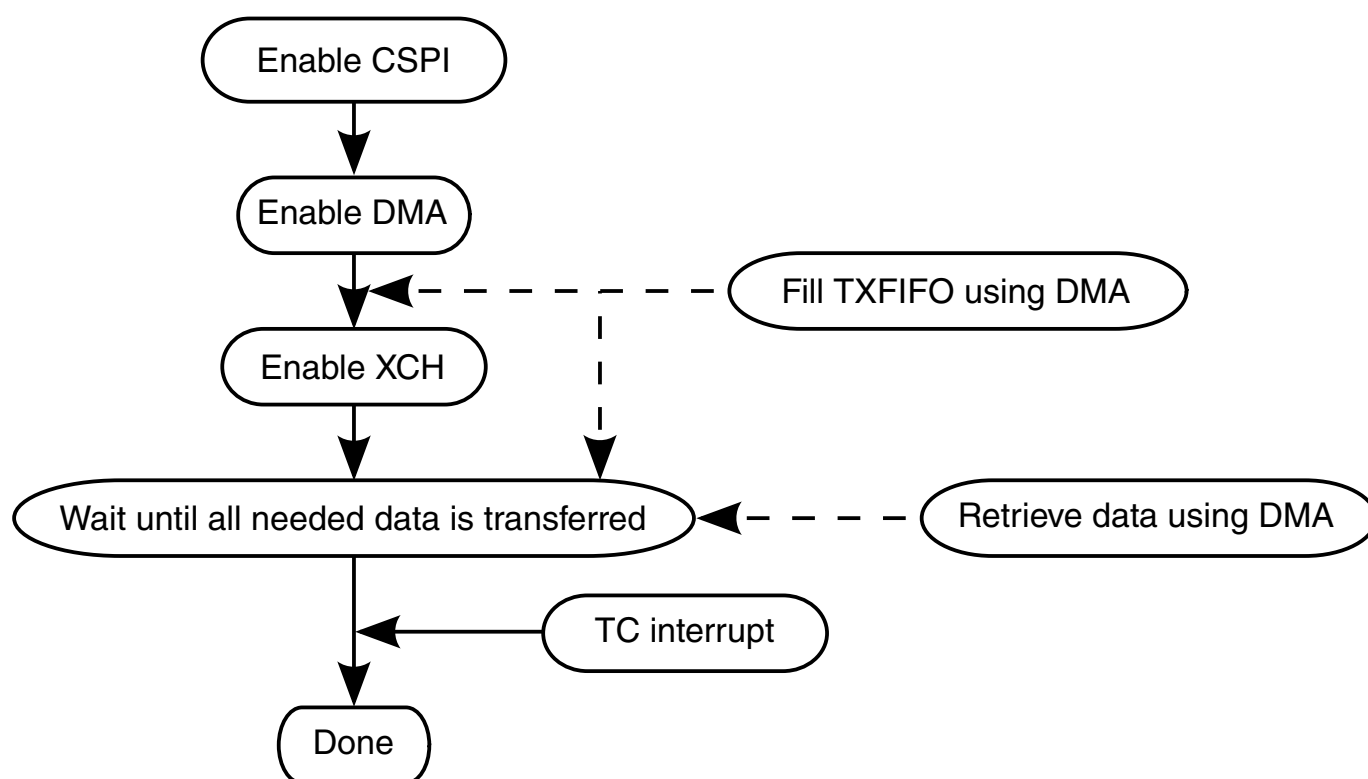 Enable CSPI
Enable DMA
Fill TXFIFO using DMA
Enable XCH
Wait until all needed data is transferred
Retrieve data using DMA
TC interrupt
Done